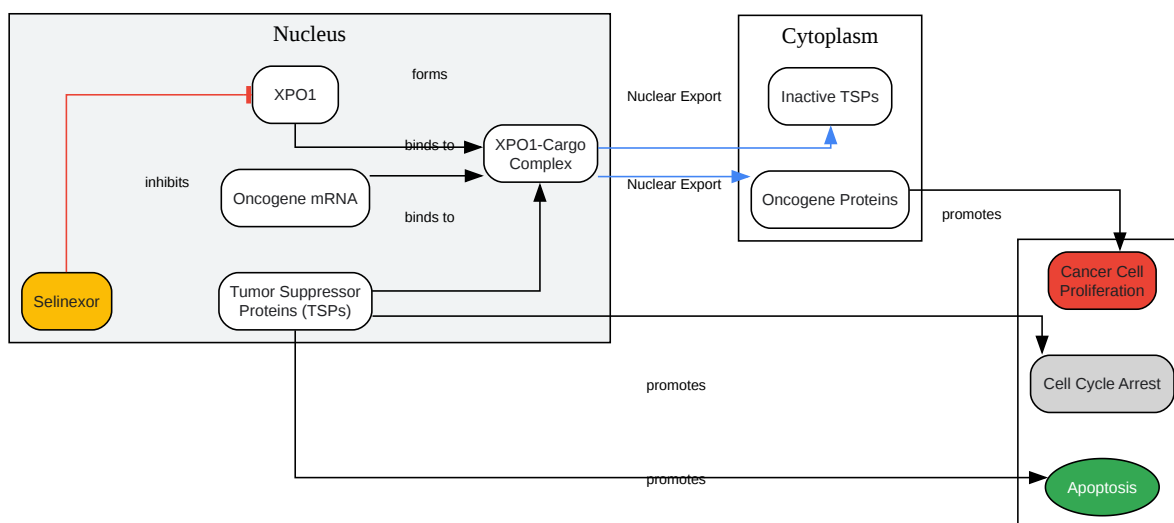 Nucleus
Cytoplasm
forms
XPO1
Nuclear Export
Inactive TSPs
binds to
XPO1-Cargo
Complex
inhibits
Oncogene mRNA
Nuclear Export
Oncogene Proteins
binds to
promotes
Selinexor
Tumor Suppressor
Proteins (TSPs)
Cancer Cell
Proliferation
promotes
Cell Cycle Arrest
promotes
Apoptosis